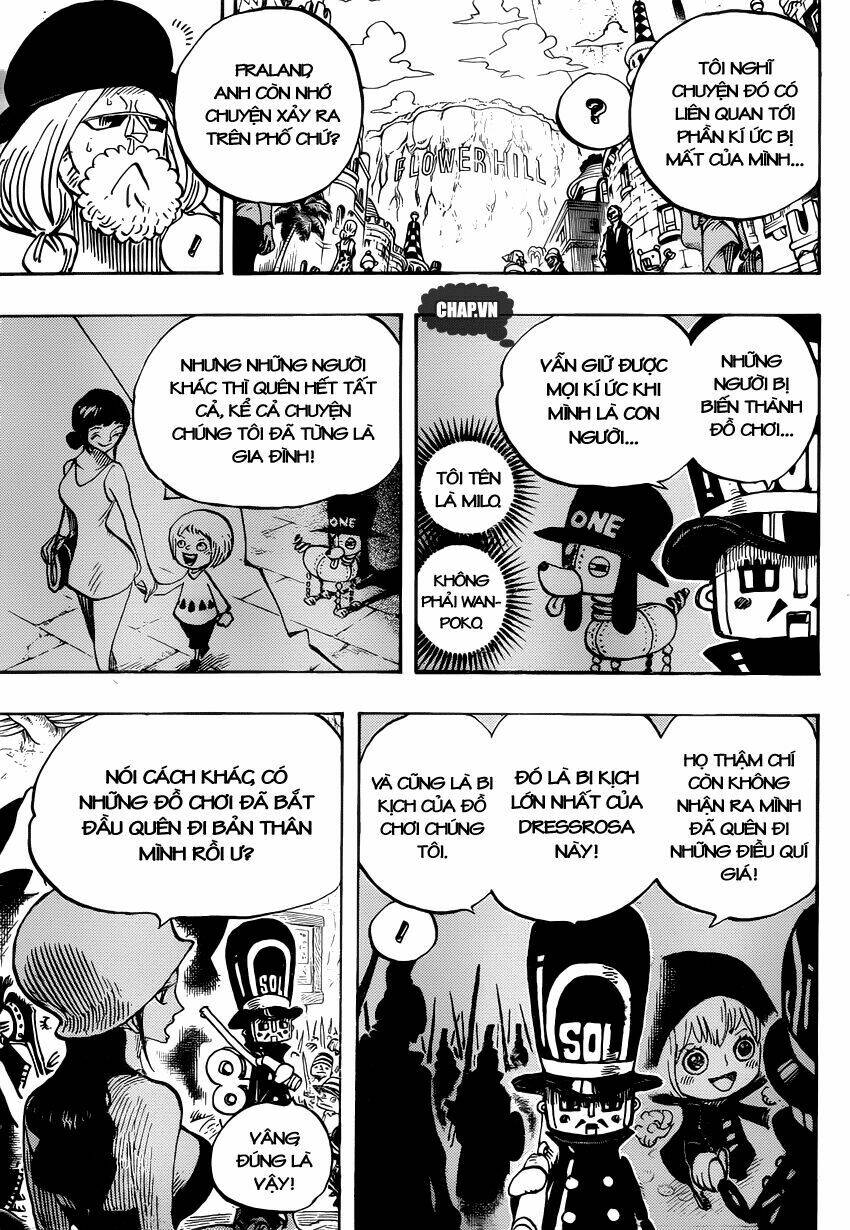 TÔI NGHĨ
CHUYỆN ĐÓ CÓ
LIÊN QUAN TỚI
PHẦN KÍ ỨC BỊ
MẤT CỦA MÌNH...
?
FLOWER HILL
FRALAND,
ANH CÒN NHỚ
CHUYỆN XẢY RA
TRÊN PHỐ CHỨ?
!
CHAP.VN
NHỮNG
NGƯỜI BỊ
BIẾN THÀNH
ĐỒ CHƠI...
VẪN GIỮ ĐƯỢC
MỌI KÍ ỨC KHI
MÌNH LÀ CON
NGƯỜI...
TÔI TÊN
LÀ MILO.
KHÔNG
PHẢI WAN-
POKO.
ONE
NHƯNG NHỮNG NGƯỜI
KHÁC THÌ QUÊN HẾT TẤT
CẢ, KỂ CẢ CHUYỆN
CHÚNG TÔI ĐÃ TỪNG LÀ
GIA ĐÌNH!
ONE
HỌ THẬM CHÍ
CÒN KHÔNG
NHẬN RA MÌNH
ĐÃ QUÊN ĐI
NHỮNG ĐIỀU QUÍ
GIÁ!
ĐÓ LÀ BI KỊCH
LỚN NHẤT CỦA
DRESSROSA
NÀY!
VÀ CŨNG LÀ BI
KỊCH CỦA ĐỒ
CHƠI CHÚNG
TÔI.
!
SOL
NÓI CÁCH KHÁC, CÓ
NHỮNG ĐỒ CHƠI ĐÃ BẮT
ĐẦU QUÊN ĐI BẢN THÂN
MÌNH RỒI Ư?
SOL
VÂNG,
ĐÚNG LÀ
VẬY!